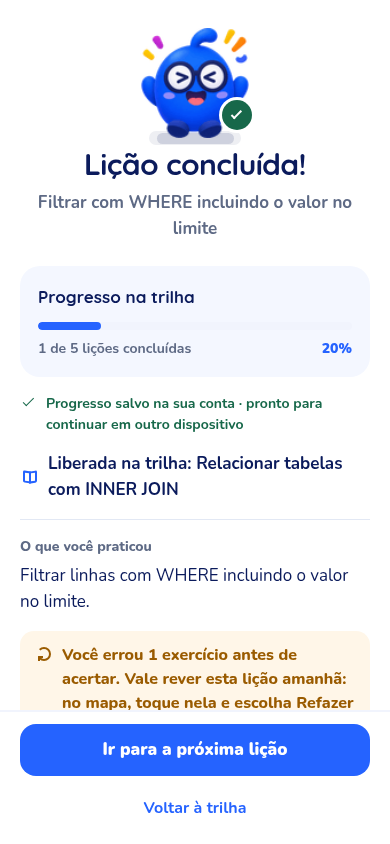 Lição concluída!
Filtrar com WHERE incluindo o valor no
limite
Progresso na trilha
1 de 5 lições concluídas
20%
Progresso salvo na sua conta · pronto para
continuar em outro dispositivo
Liberada na trilha: Relacionar tabelas
com INNER JOIN
O que você praticou
Filtrar linhas com WHERE incluindo o valor
no limite.
Você errou 1 exercício antes de
acertar. Vale rever esta lição amanhã:
no mapa, toque nela e escolha Refazer
Ir para a próxima lição
Voltar à trilha